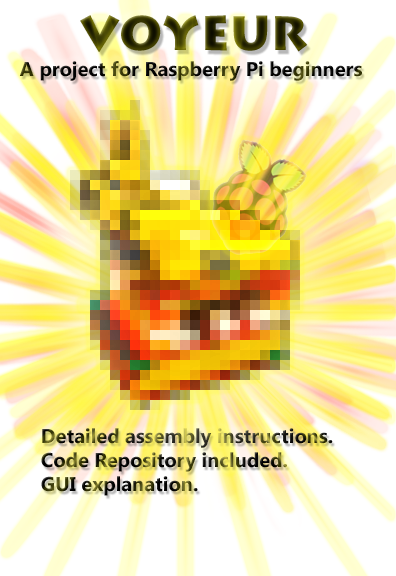 VOYEUR
A project for Raspberry Pi beginners
Detailed assembly instructions.
Code Repository included.
GUI explanation.